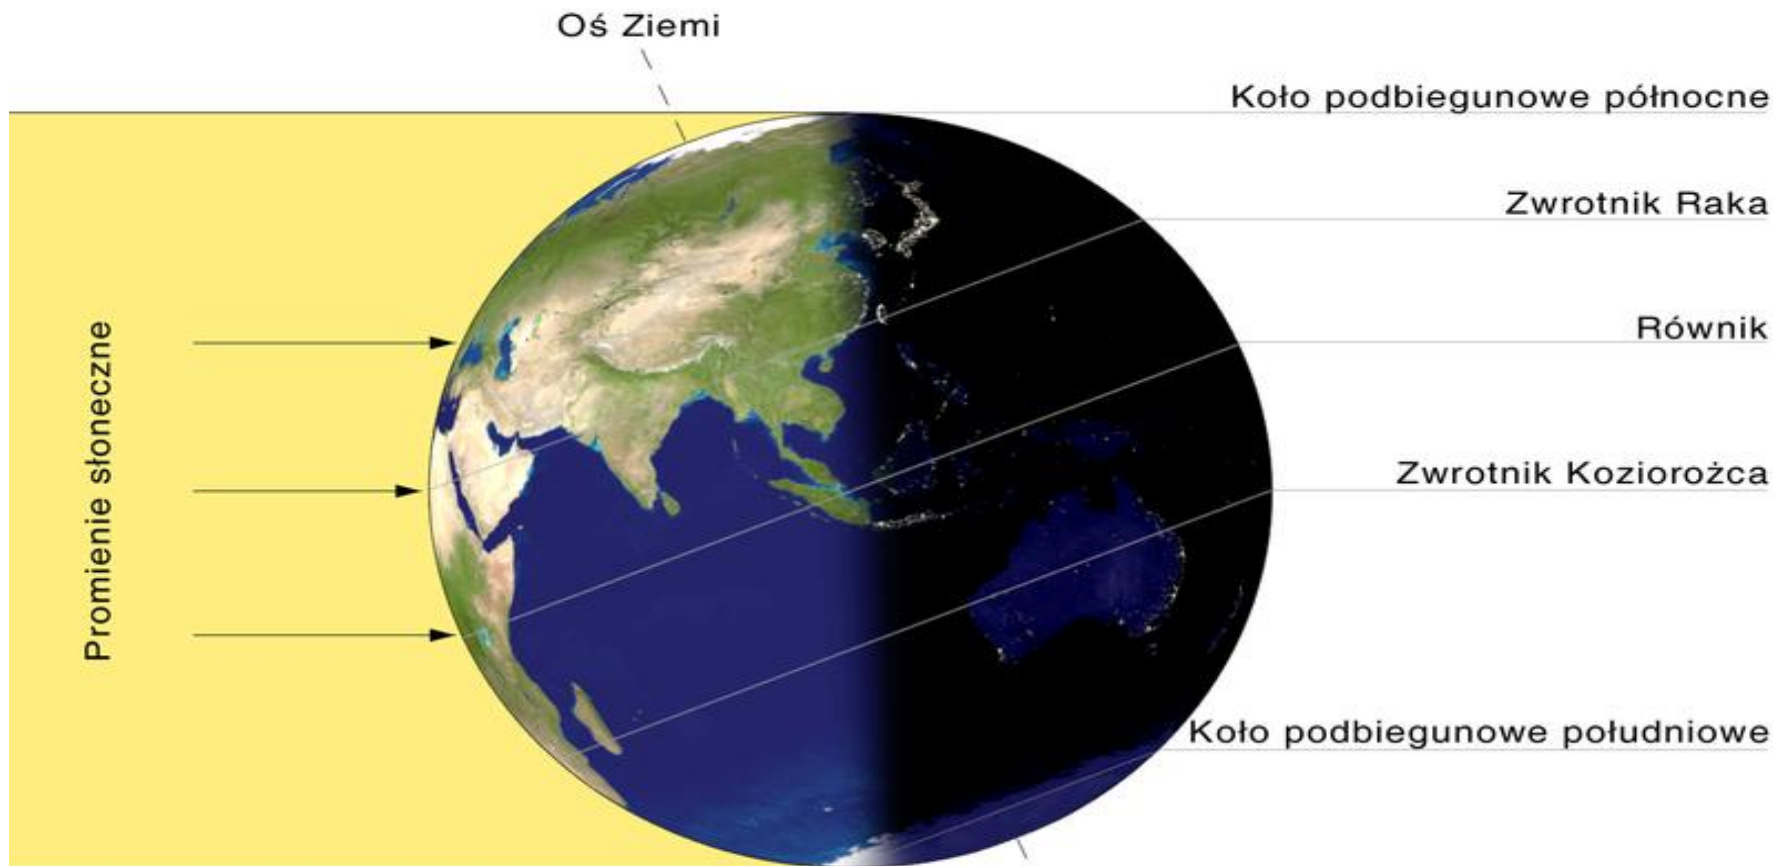 Oś Ziemi
Koło podbiegunowe północne
Zwrotnik Raka
Równik
Promienie słoneczne
Zwrotnik Koziorożca
Koło podbiegunowe południowe